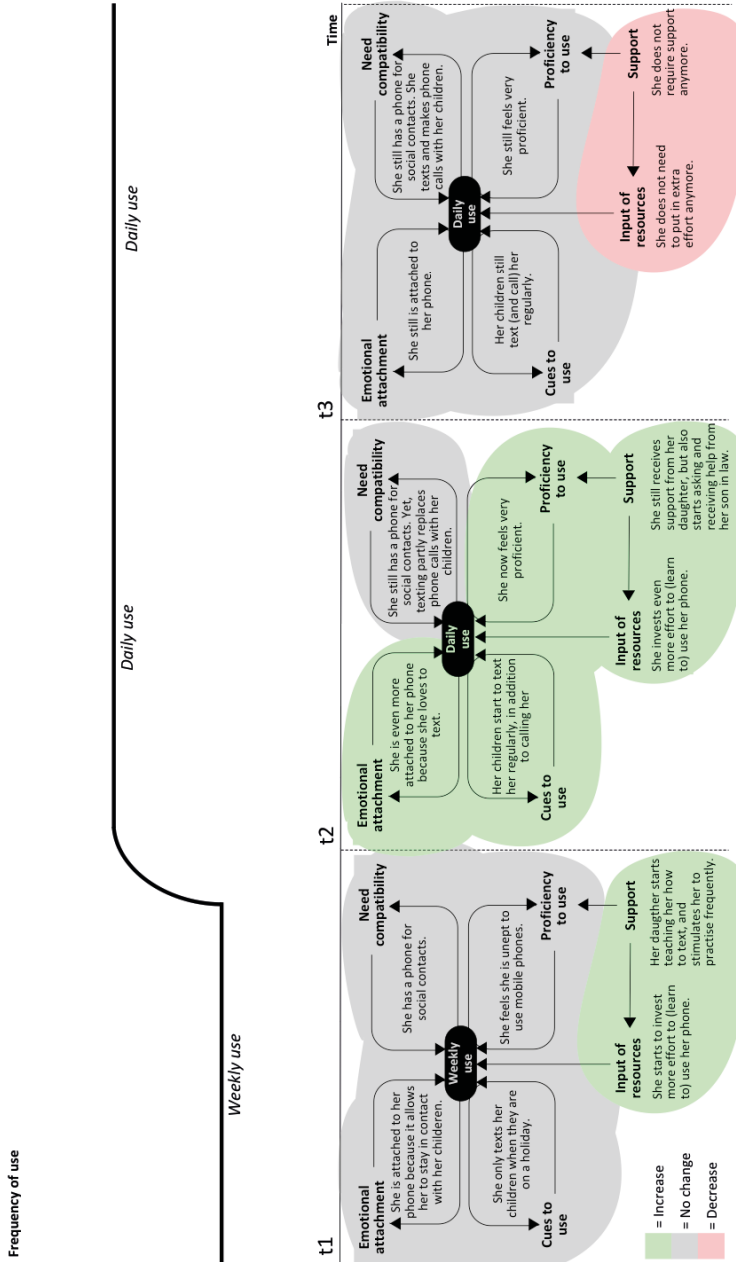 Frequency of use
Weekly use
Daily use
Daily use
t1
t2
t3
Time
Emotional
attachment
She is attached to her
phone because it allows
her to stay in contact
with her childeren.
Need
compatibility
She has a phone for
social contacts.
Weekly
use
She only texts her
children when they are
on a holiday.
Cues to
use
She feels she is unept to
use mobile phones.
Proficiency
to use
Input of
resources
She starts to invest
more effort to (learn
to) use her phone.
Support
Her daugther starts
teaching her how
to text, and
stimulates her to
practise frequently.
Emotional
attachment
She is even more
attached to her phone
because she loves to
text.
Need
compatibility
She still has a phone for
social contacts. Yet,
texting partly replaces
phone calls with her
children.
Daily
use
Her children start to text
her regularly, in addition
to calling her
Cues to
use
She now feels very
proficient.
Proficiency
to use
Input of
resources
She invests even
more effort to (learn
to) use her phone.
Support
She still receives
support from her
daughter, but also
starts asking and
receiving help from
her son in law.
Emotional
attachment
She still is attached to
her phone.
Need
compatibility
She still has a phone for
social contacts. She
texts and makes phone
calls with her children.
Daily
use
Her children still
text (and call) her
regularly.
Cues to
use
She still feels very
proficient.
Proficiency
to use
Input of
resources
She does not need
to put in extra
effort anymore.
Support
She does not
require support
anymore.
= Increase
= No change
= Decrease